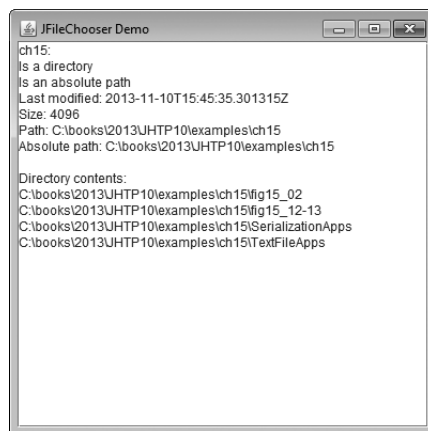 JFileChooser Demo
ch15:
Is a directory
Is an absolute path
Last modified: 2013-11-10T15:45:35.301315Z
Size: 4096
Path: C:\books\2013\JHTP10\examples\ch15
Absolute path: C:\books\2013\JHTP10\examples\ch15
Directory contents:
C:\books\2013\JHTP10\examples\ch15\fig15_02
C:\books\2013\JHTP10\examples\ch15\fig15_12-13
C:\books\2013\JHTP10\examples\ch15\SerializationApps
C:\books\2013\JHTP10\examples\ch15\TextFileApps